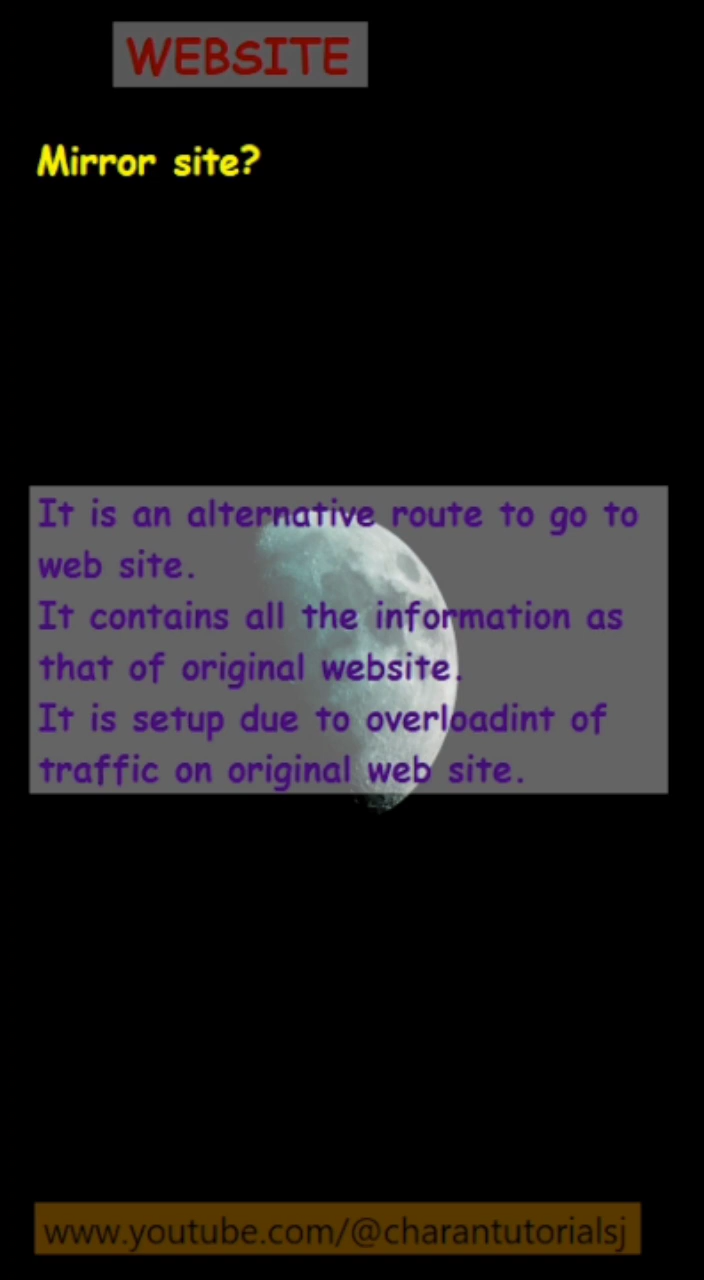 WEBSITE
Mirror site?
It is an alternative route to go to
web site.
It contains all the information as
that of original website.
It is setup due to overloadint of
traffic on original web site.
www.youtube.com/@charantutorialsj